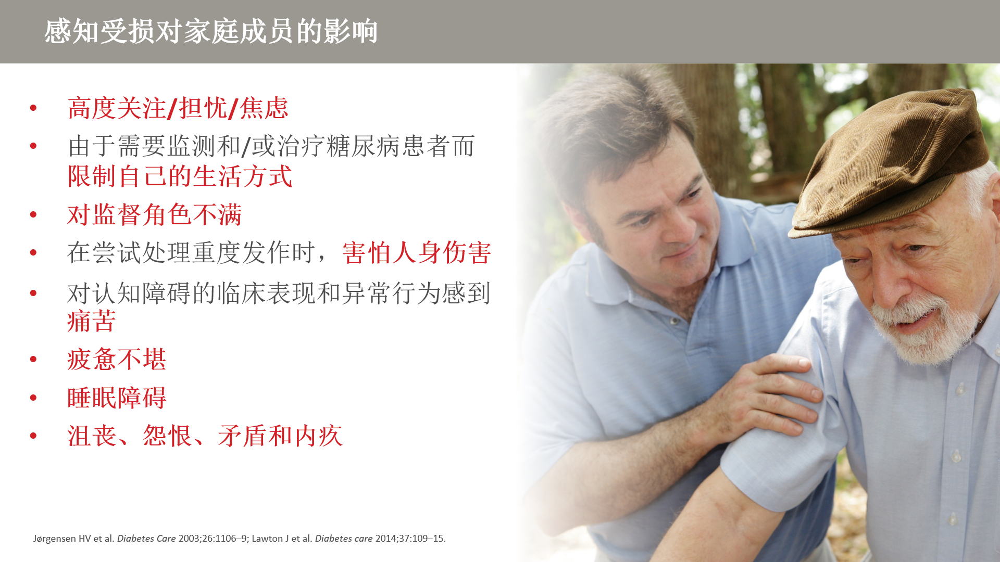 感知受损对家庭成员的影响
• 高度关注/担忧/焦虑
• 由于需要监测和/或治疗糖尿病患者而
限制自己的生活方式
• 对监督角色不满
• 在尝试处理重度发作时，害怕人身伤害
• 对认知障碍的临床表现和异常行为感到
痛苦
• 疲惫不堪
• 睡眠障碍
• 沮丧、怨恨、矛盾和内疚
Jørgensen HV et al. Diabetes Care 2003;26:1106–9; Lawton J et al. Diabetes care 2014;37:109–15.